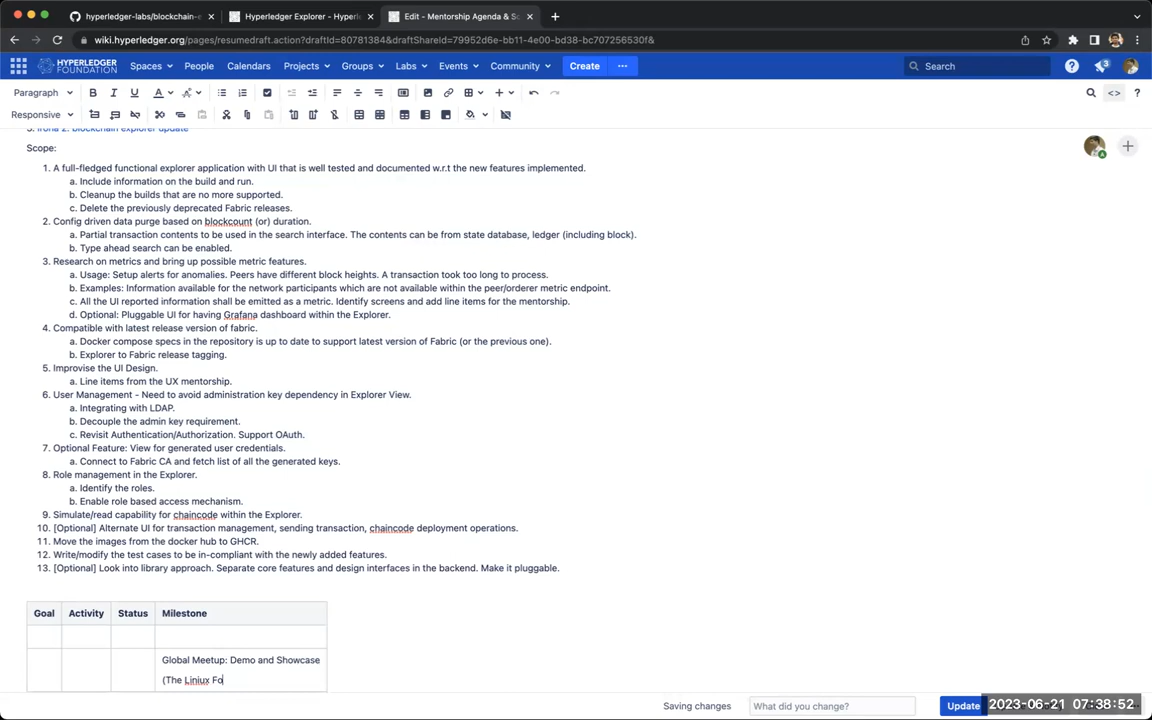 hyperledger-labs/blockchain-e
Hyperledger Explorer - Hyperle
Edit - Mentorship Agenda & Sc
wiki.hyperledger.org/pages/resumedraft.action?draftId=80781384&draftShareId=79952d6e-bb11-4e00-bd38-bc707256530f&
HYPERLEDGER FOUNDATION Spaces People Calendars Projects Groups Labs Events Community Create ... Search 3
Paragraph B I U A
Responsive
Scope:
1. A full-fledged functional explorer application with UI that is well tested and documented w.r.t the new features implemented.
a. Include information on the build and run.
b. Cleanup the builds that are no more supported.
c. Delete the previously deprecated Fabric releases.
2. Config driven data purge based on blockcount (or) duration.
a. Partial transaction contents to be used in the search interface. The contents can be from state database, ledger (including block).
b. Type ahead search can be enabled.
3. Research on metrics and bring up possible metric features.
a. Usage: Setup alerts for anomalies. Peers have different block heights. A transaction took too long to process.
b. Examples: Information available for the network participants which are not available within the peer/orderer metric endpoint.
c. All the UI reported information shall be emitted as a metric. Identify screens and add line items for the mentorship.
d. Optional: Pluggable UI for having Grafana dashboard within the Explorer.
4. Compatible with latest release version of fabric.
a. Docker compose specs in the repository is up to date to support latest version of Fabric (or the previous one).
b. Explorer to Fabric release tagging.
5. Improvise the UI Design.
a. Line items from the UX mentorship.
6. User Management - Need to avoid administration key dependency in Explorer View.
a. Integrating with LDAP.
b. Decouple the admin key requirement.
c. Revisit Authentication/Authorization. Support OAuth.
7. Optional Feature: View for generated user credentials.
a. Connect to Fabric CA and fetch list of all the generated keys.
8. Role management in the Explorer.
a. Identify the roles.
b. Enable role based access mechanism.
9. Simulate/read capability for chaincode within the Explorer.
10. [Optional] Alternate UI for transaction management, sending transaction, chaincode deployment operations.
11. Move the images from the docker hub to GHCR.
12. Write/modify the test cases to be in-compliant with the newly added features.
13. [Optional] Look into library approach. Separate core features and design interfaces in the backend. Make it pluggable.
Goal Activity Status Milestone
Global Meetup: Demo and Showcase
(The Liniux Fo
Saving changes What did you change? Update 2023-06-21 07:38:52